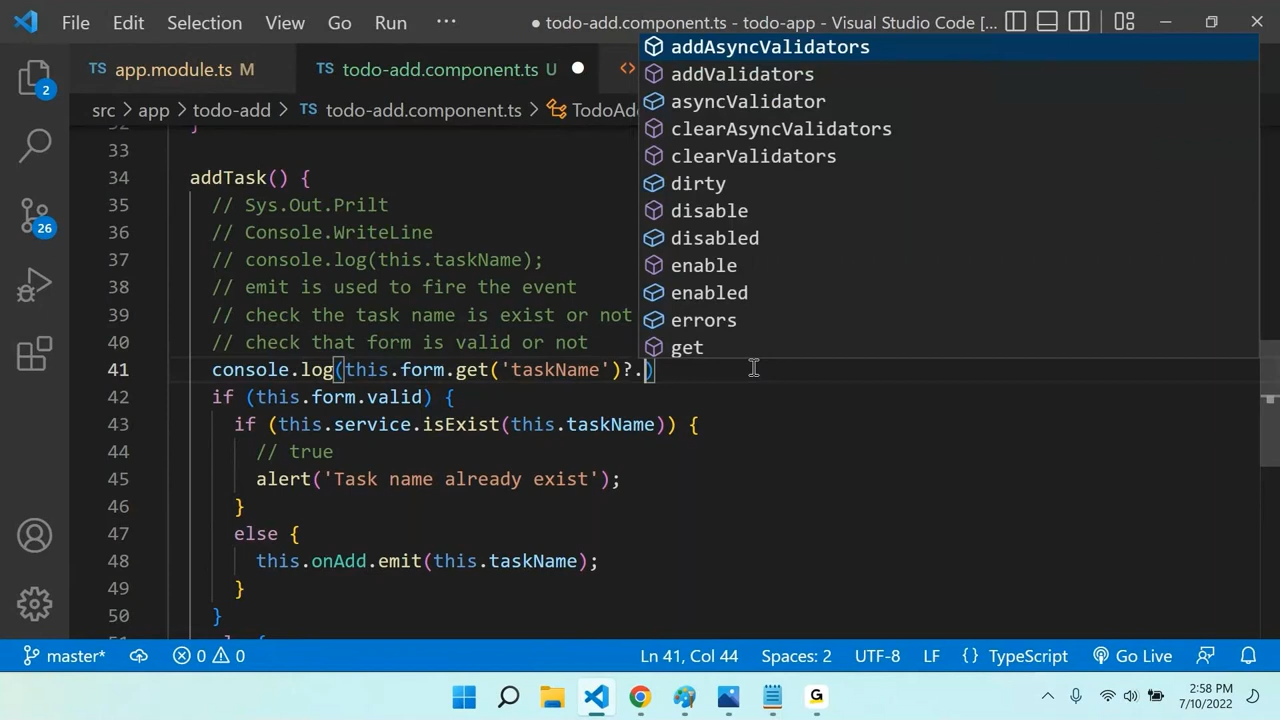 File Edit Selection View Go Run ··· ● todo-add.component.ts - todo-app - Visual Studio Code [...
TS app.module.ts M TS todo-add.component.ts U ● <>
src > app > todo-add > TS todo-add.component.ts > TodoAd
33
34 addTask() {
35 // Sys.Out.Prilt
36 // Console.WriteLine
37 // console.log(this.taskName);
38 // emit is used to fire the event
39 // check the task name is exist or not
40 // check that form is valid or not
41 console.log(this.form.get('taskName')?.)
42 if (this.form.valid) {
43 if (this.service.isExist(this.taskName)) {
44 // true
45 alert('Task name already exist');
46 }
47 else {
48 this.onAdd.emit(this.taskName);
49 }
50 }
addAsyncValidators
addValidators
asyncValidator
clearAsyncValidators
clearValidators
dirty
disable
disabled
enable
enabled
errors
get
2
26
master* 0 0 Ln 41, Col 44 Spaces: 2 UTF-8 LF {} TypeScript Go Live
G
2:58 PM
7/10/2022